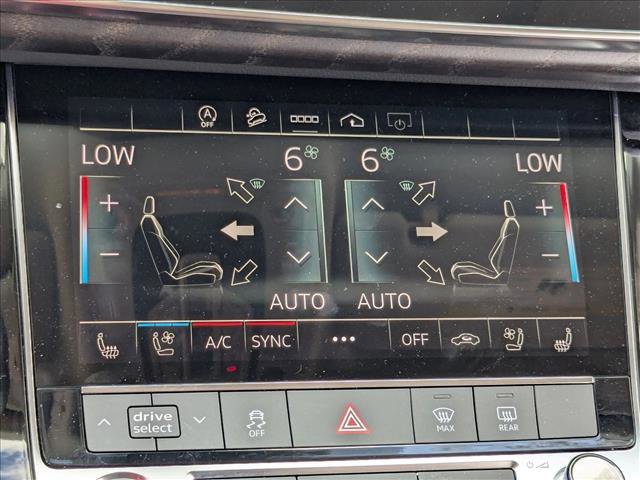 A
OFF
LOW 6 6 LOW
+ +
− −
AUTO AUTO
A/C SYNC ... OFF
drive
select
OFF
MAX
REAR